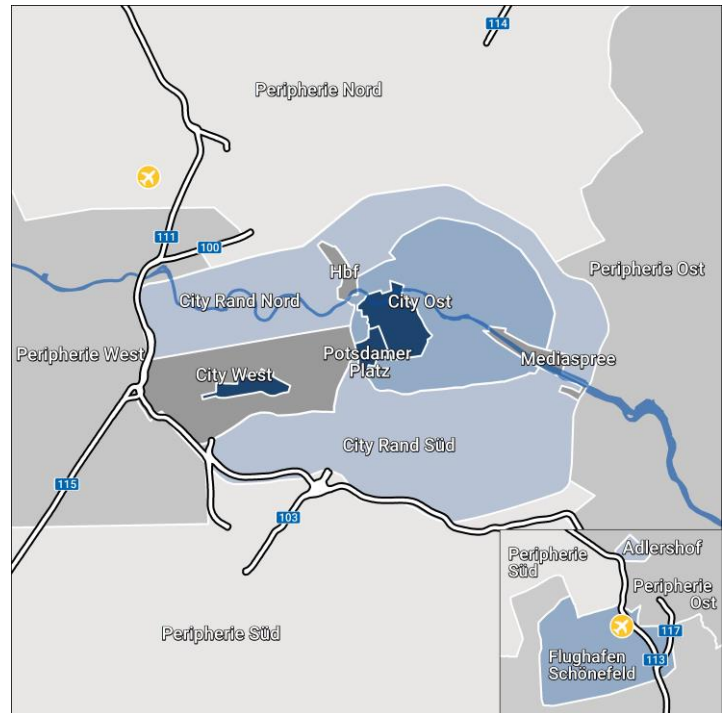 114
Peripherie Nord
111
100
Hbf
Peripherie Ost
City Rand Nord
City Ost
Peripherie West
Potsdamer
Platz
Mediaspree
City West
City Rand Süd
115
103
Peripherie Süd
Peripherie
Süd
Adlershof
Peripherie
Ost
117
Flughafen
Schönefeld
113